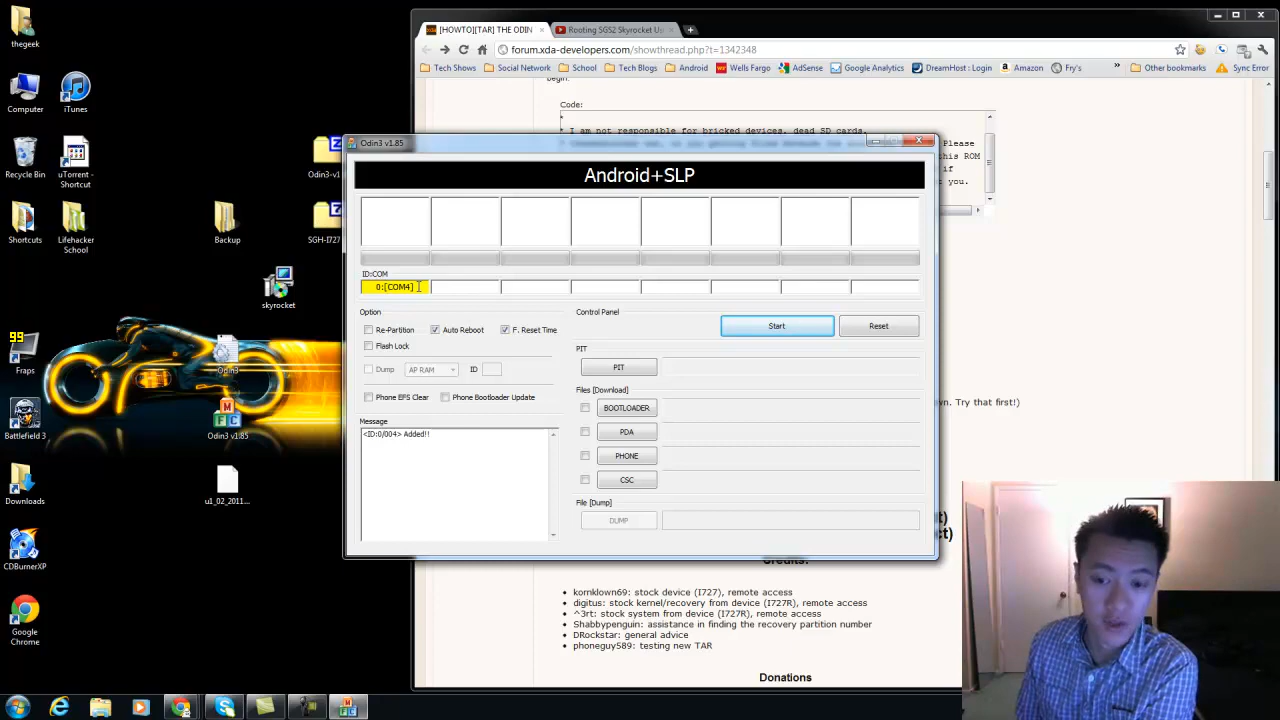 thegeek
Computer
iTunes
Recycle Bin
uTorrent -
Shortcut
Odin3-v1
Shortcuts
Lifehacker
School
Backup
SGH-I727
skyrocket
99
Fraps
Odin3
Battlefield 3
Odin3 v1.85
Downloads
u1_02_2011...
CDBurnerXP
Google
Chrome
[HOWTO][TAR] THE ODIN
Rooting SGS2 Skyrocket Us
forum.xda-developers.com/showthread.php?t=1342348
Tech Shows
Social Network
School
Tech Blogs
Android
Wells Fargo
AdSense
Google Analytics
DreamHost : Login
Amazon
Fry's
»
Other bookmarks
Sync Error
begin:
Code:
* I am not responsible for bricked devices, dead SD cards,
Please
this ROM
if
you.
Odin3 v1.85
Android+SLP
ID:COM
0:[COM4]
Option
Re-Partition
Auto Reboot
F. Reset Time
Flash Lock
Dump
AP RAM
ID
Phone EFS Clear
Phone Bootloader Update
Message
<ID:0/004> Added!!
Control Panel
Start
Reset
PIT
PIT
Files [Download]
BOOTLOADER
PDA
PHONE
CSC
File [Dump]
DUMP
wn. Try that first!)
t)
ct)
Credits:
• kornklown69: stock device (I727), remote access
• digitus: stock kernel/recovery from device (I727R), remote access
• ^3rt: stock system from device (I727R), remote access
• Shabbypenguin: assistance in finding the recovery partition number
• DRockstar: general advice
• phoneguy589: testing new TAR
Donations